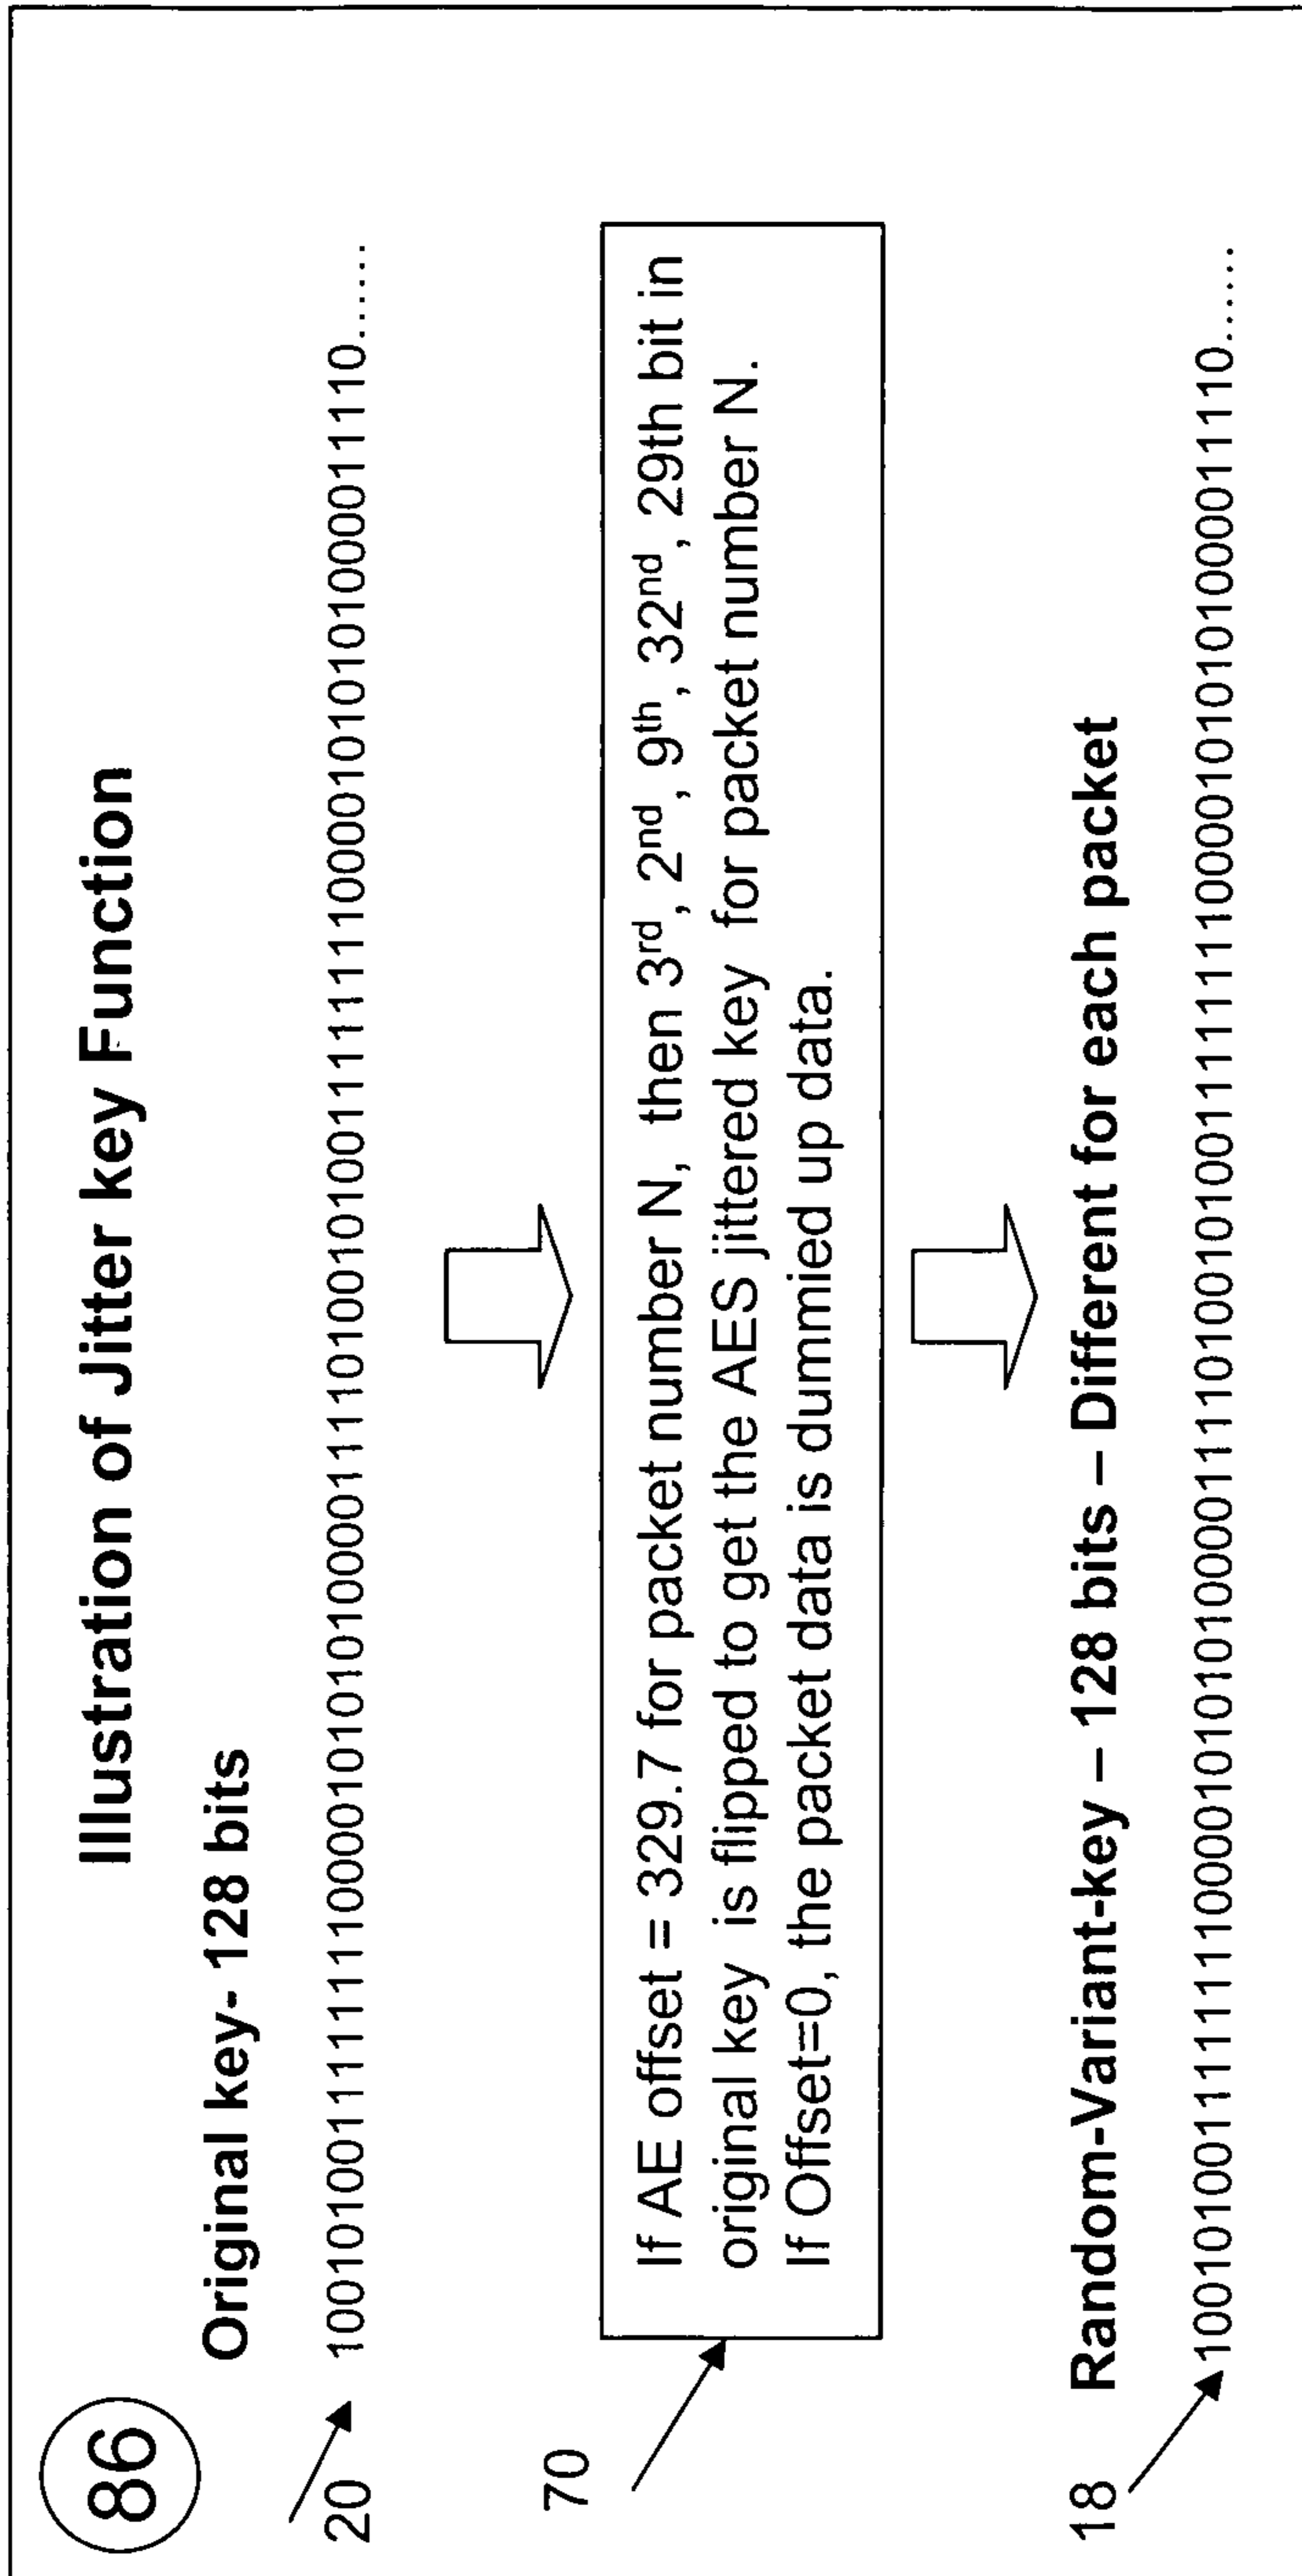 86
Illustration of Jitter key Function
Original key- 128 bits
20
1001010011111111110000101010100001111010010100111111111100001010101000011110......
70
If AE offset = 329.7 for packet number N, then 3rd, 2nd, 9th, 32nd, 29th bit in
original key is flipped to get the AES jittered key for packet number N.
If Offset=0, the packet data is dummied up data.
18
Random-Variant-key – 128 bits – Different for each packet
1001010011111111110000101010100001111010010100111111111100001010101000011110......